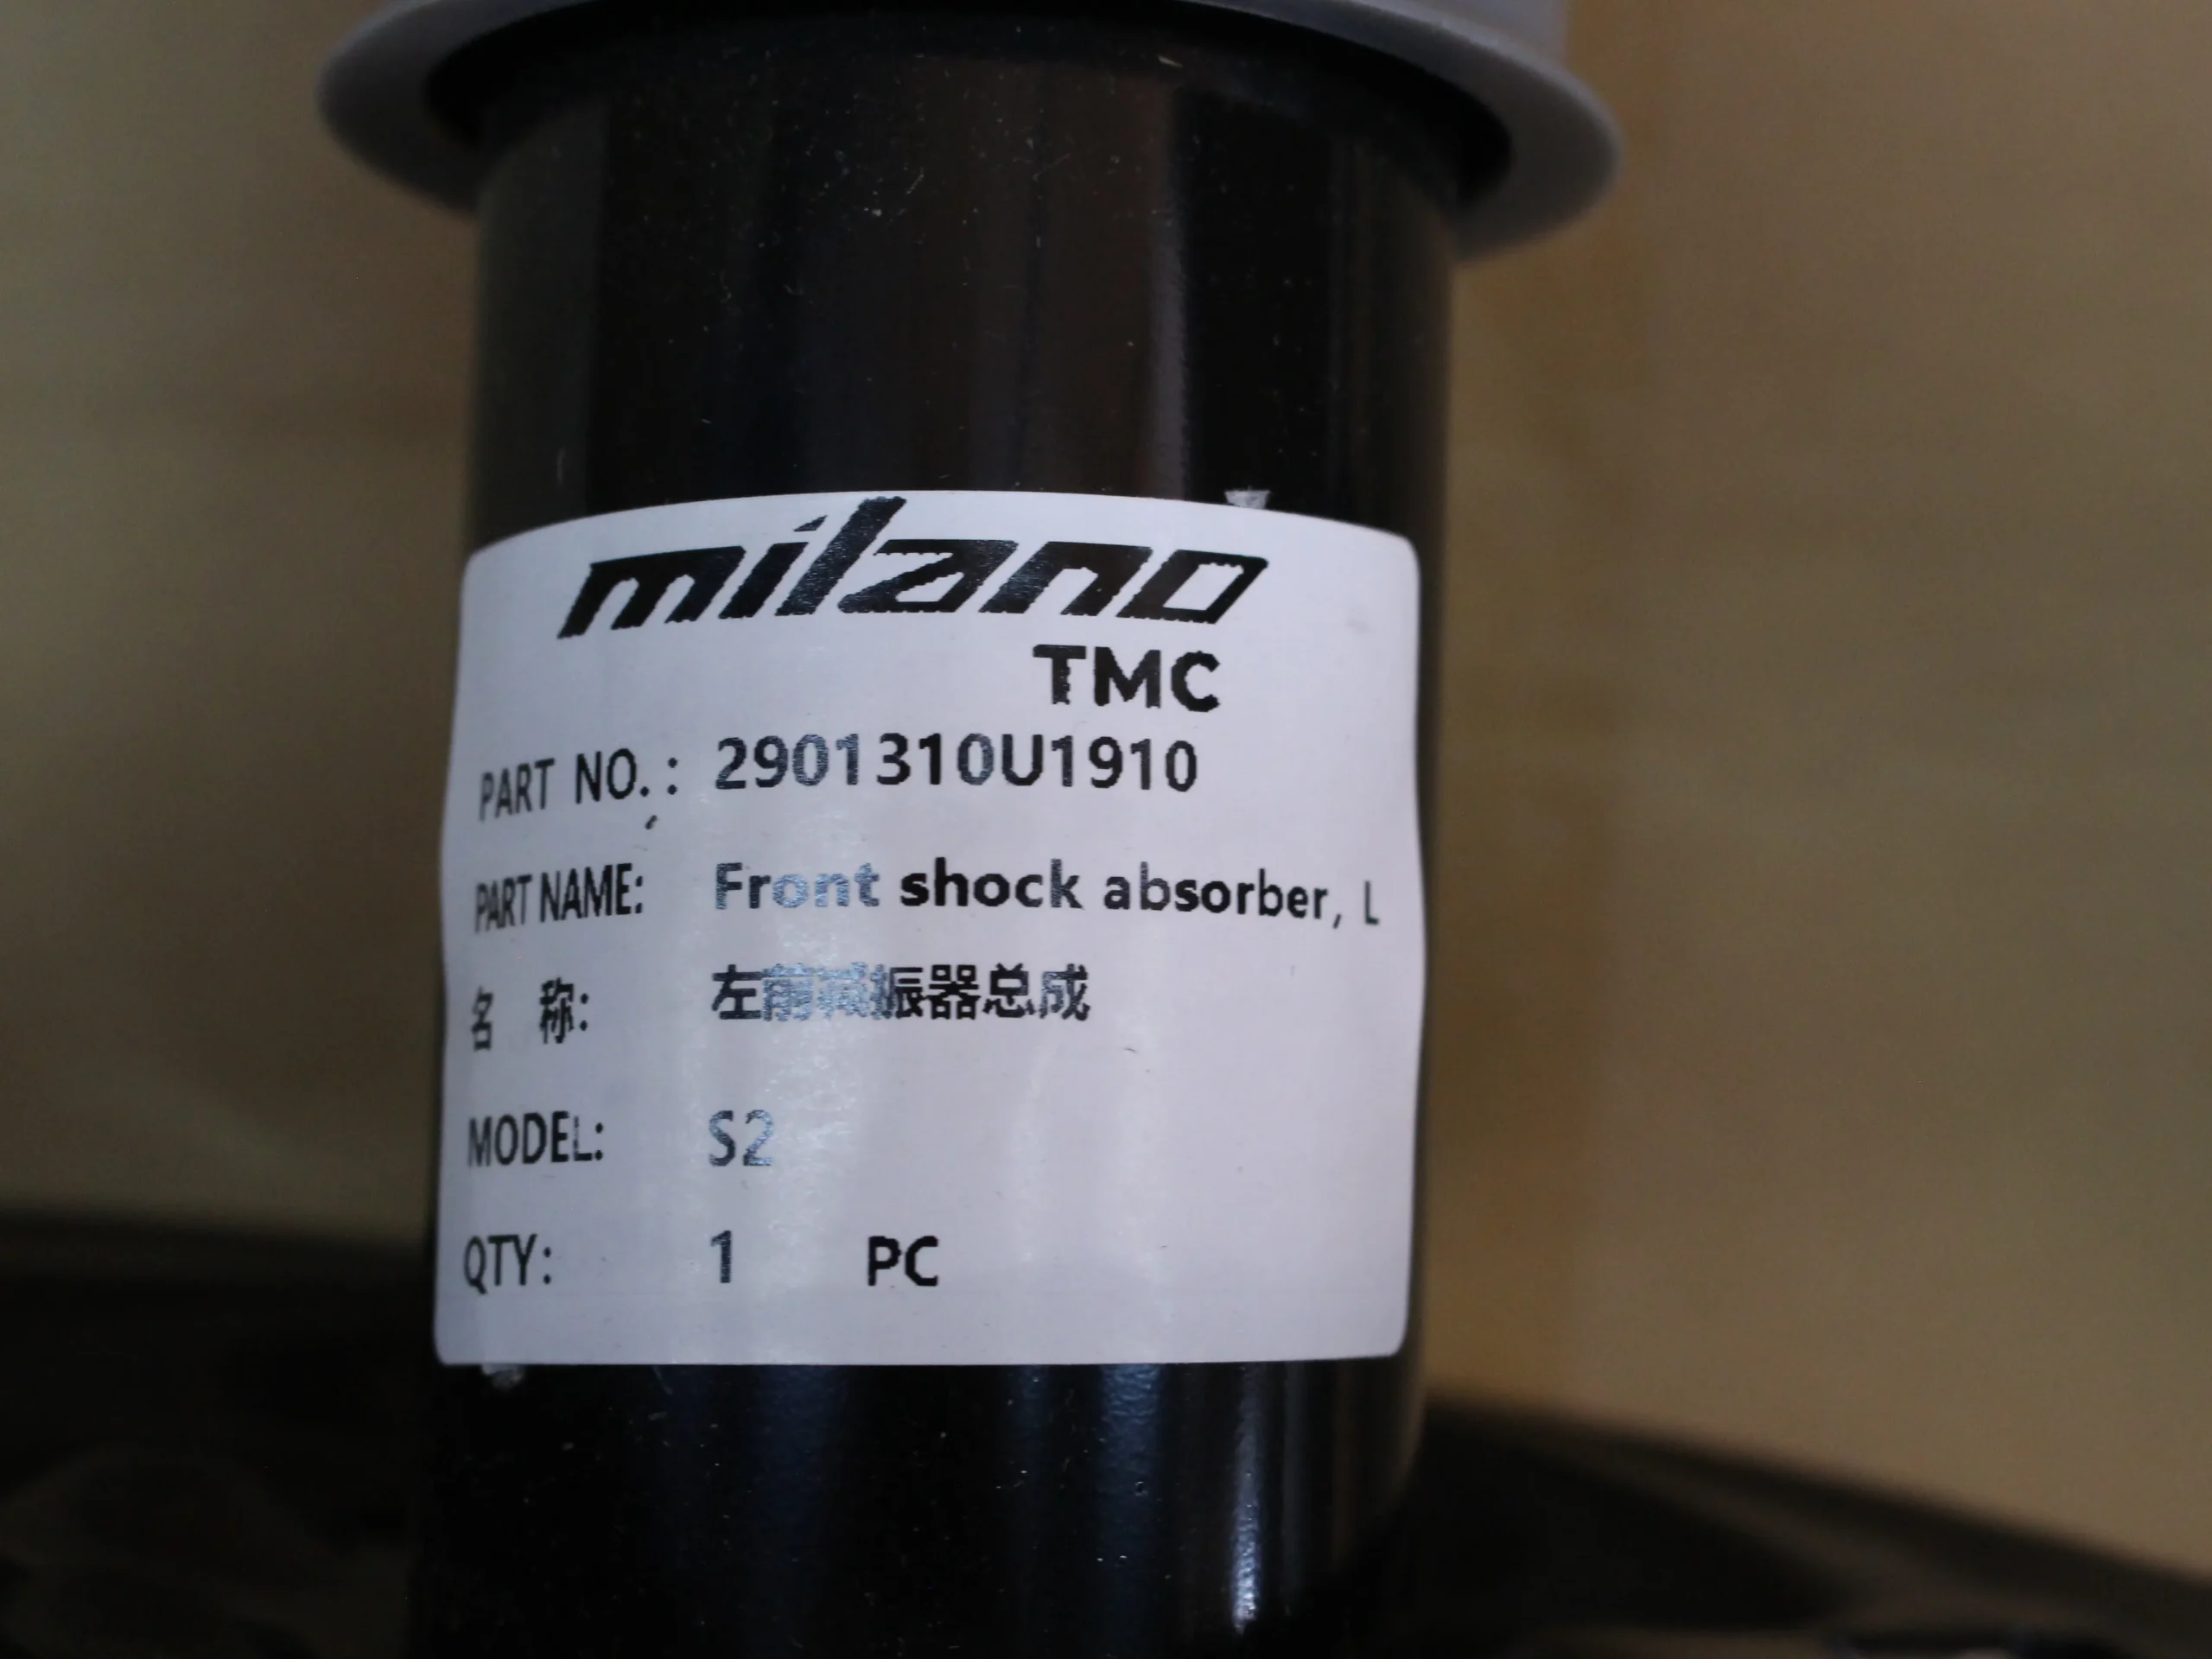 milano
TMC
PART NO.: 2901310U1910
PART NAME: Front shock absorber, L
名 称: 左前减振器总成
MODEL: S2
QTY: 1 PC